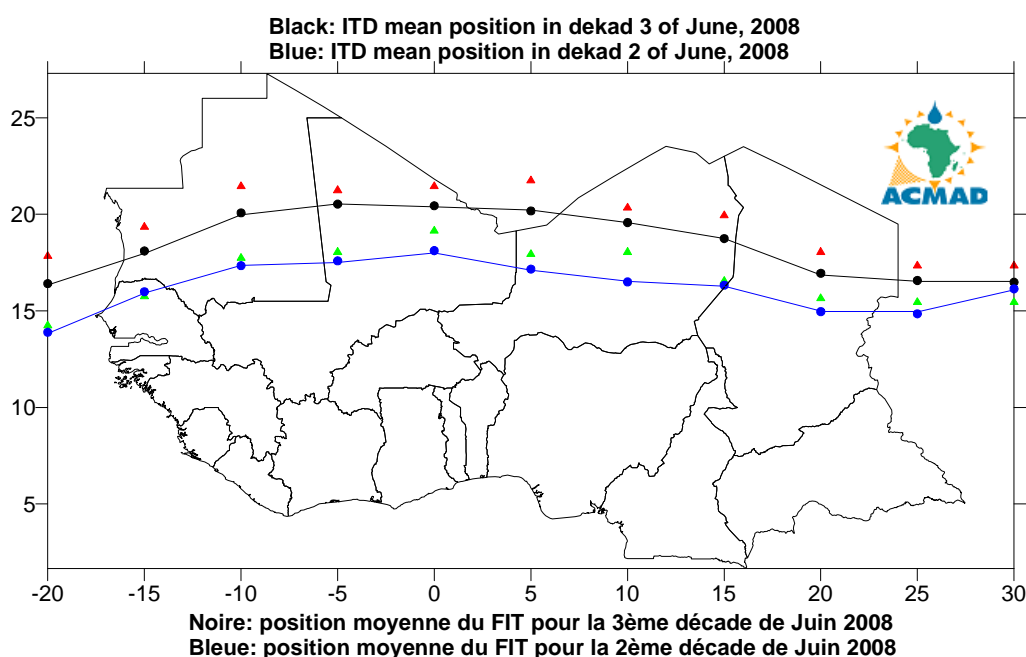 Black: ITD mean position in dekad 3 of June, 2008
Blue: ITD mean position in dekad 2 of June, 2008
25
20
15
10
5
ACMAD
-20 -15 -10 -5 0 5 10 15 20 25 30
Noire: position moyenne du FIT pour la 3ème décade de Juin 2008
Bleue: position moyenne du FIT pour la 2ème décade de Juin 2008